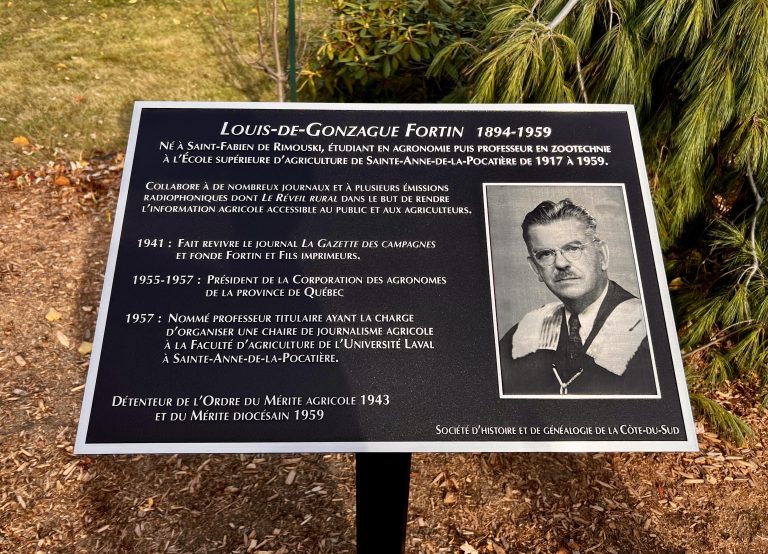 Louis-de-Gonzague Fortin 1894-1959
Né à Saint-Fabien de Rimouski, étudiant en agronomie puis professeur en zootechnie
à l'École supérieure d'agriculture de Sainte-Anne-de-la-Pocatière de 1917 à 1959.
Collabore à de nombreux journaux et à plusieurs émissions
radiophoniques dont Le Réveil rural dans le but de rendre
l'information agricole accessible au public et aux agriculteurs.
1941 : Fait revivre le journal La Gazette des campagnes
et fonde Fortin et Fils imprimeurs.
1955-1957 : Président de la Corporation des agronomes
de la province de Québec
1957 : Nommé professeur titulaire ayant la charge
d'organiser une chaire de journalisme agricole
à la Faculté d'agriculture de l'Université Laval
à Sainte-Anne-de-la-Pocatière.
Détenteur de l'Ordre du Mérite agricole 1943
et du Mérite diocésain 1959
Société d'histoire et de généalogie de la Côte-du-Sud